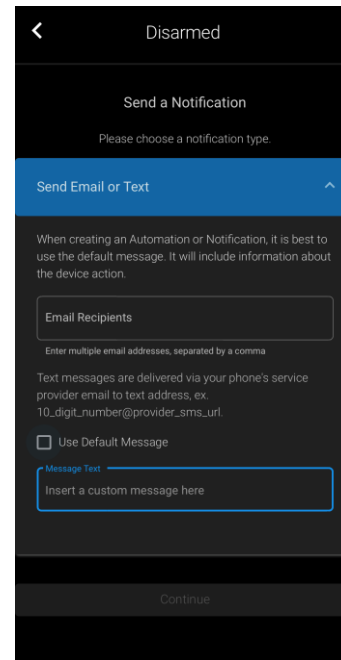 Disarmed
Send a Notification
Please choose a notification type.
Send Email or Text
When creating an Automation or Notification, it is best to
use the default message. It will include information about
the device action.
Email Recipients
Enter multiple email addresses, separated by a comma
Text messages are delivered via your phone's service
provider email to text address, ex.
10_digit_number@provider_sms_url.
Use Default Message
Message Text
Insert a custom message here
Continue